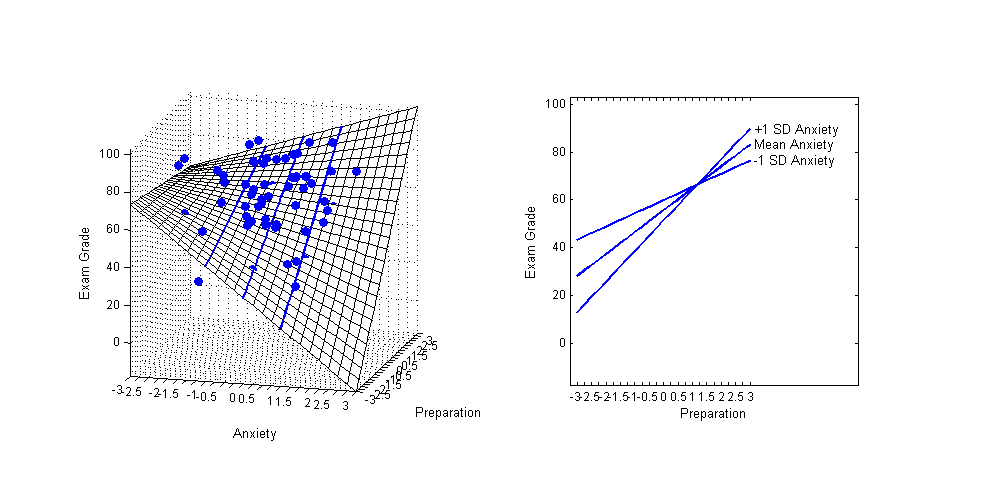 100
80
60
40
20
0
Exam Grade
-3 -2.5 -2 -1.5 -1 -0.5 0 0.5 1 1.5 2 2.5 3
Anxiety
Preparation
100
80
60
40
20
0
Exam Grade
+1 SD Anxiety
Mean Anxiety
-1 SD Anxiety
-3 -2.5 -2 -1.5 -1 -0.5 0 0.5 1 1.5 2 2.5 3
Preparation